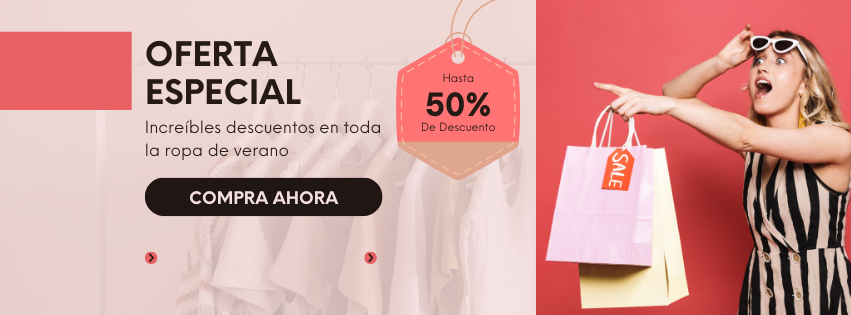 OFERTA
ESPECIAL
Increíbles descuentos en toda
la ropa de verano
COMPRA AHORA
Hasta
50%
De Descuento
SALE